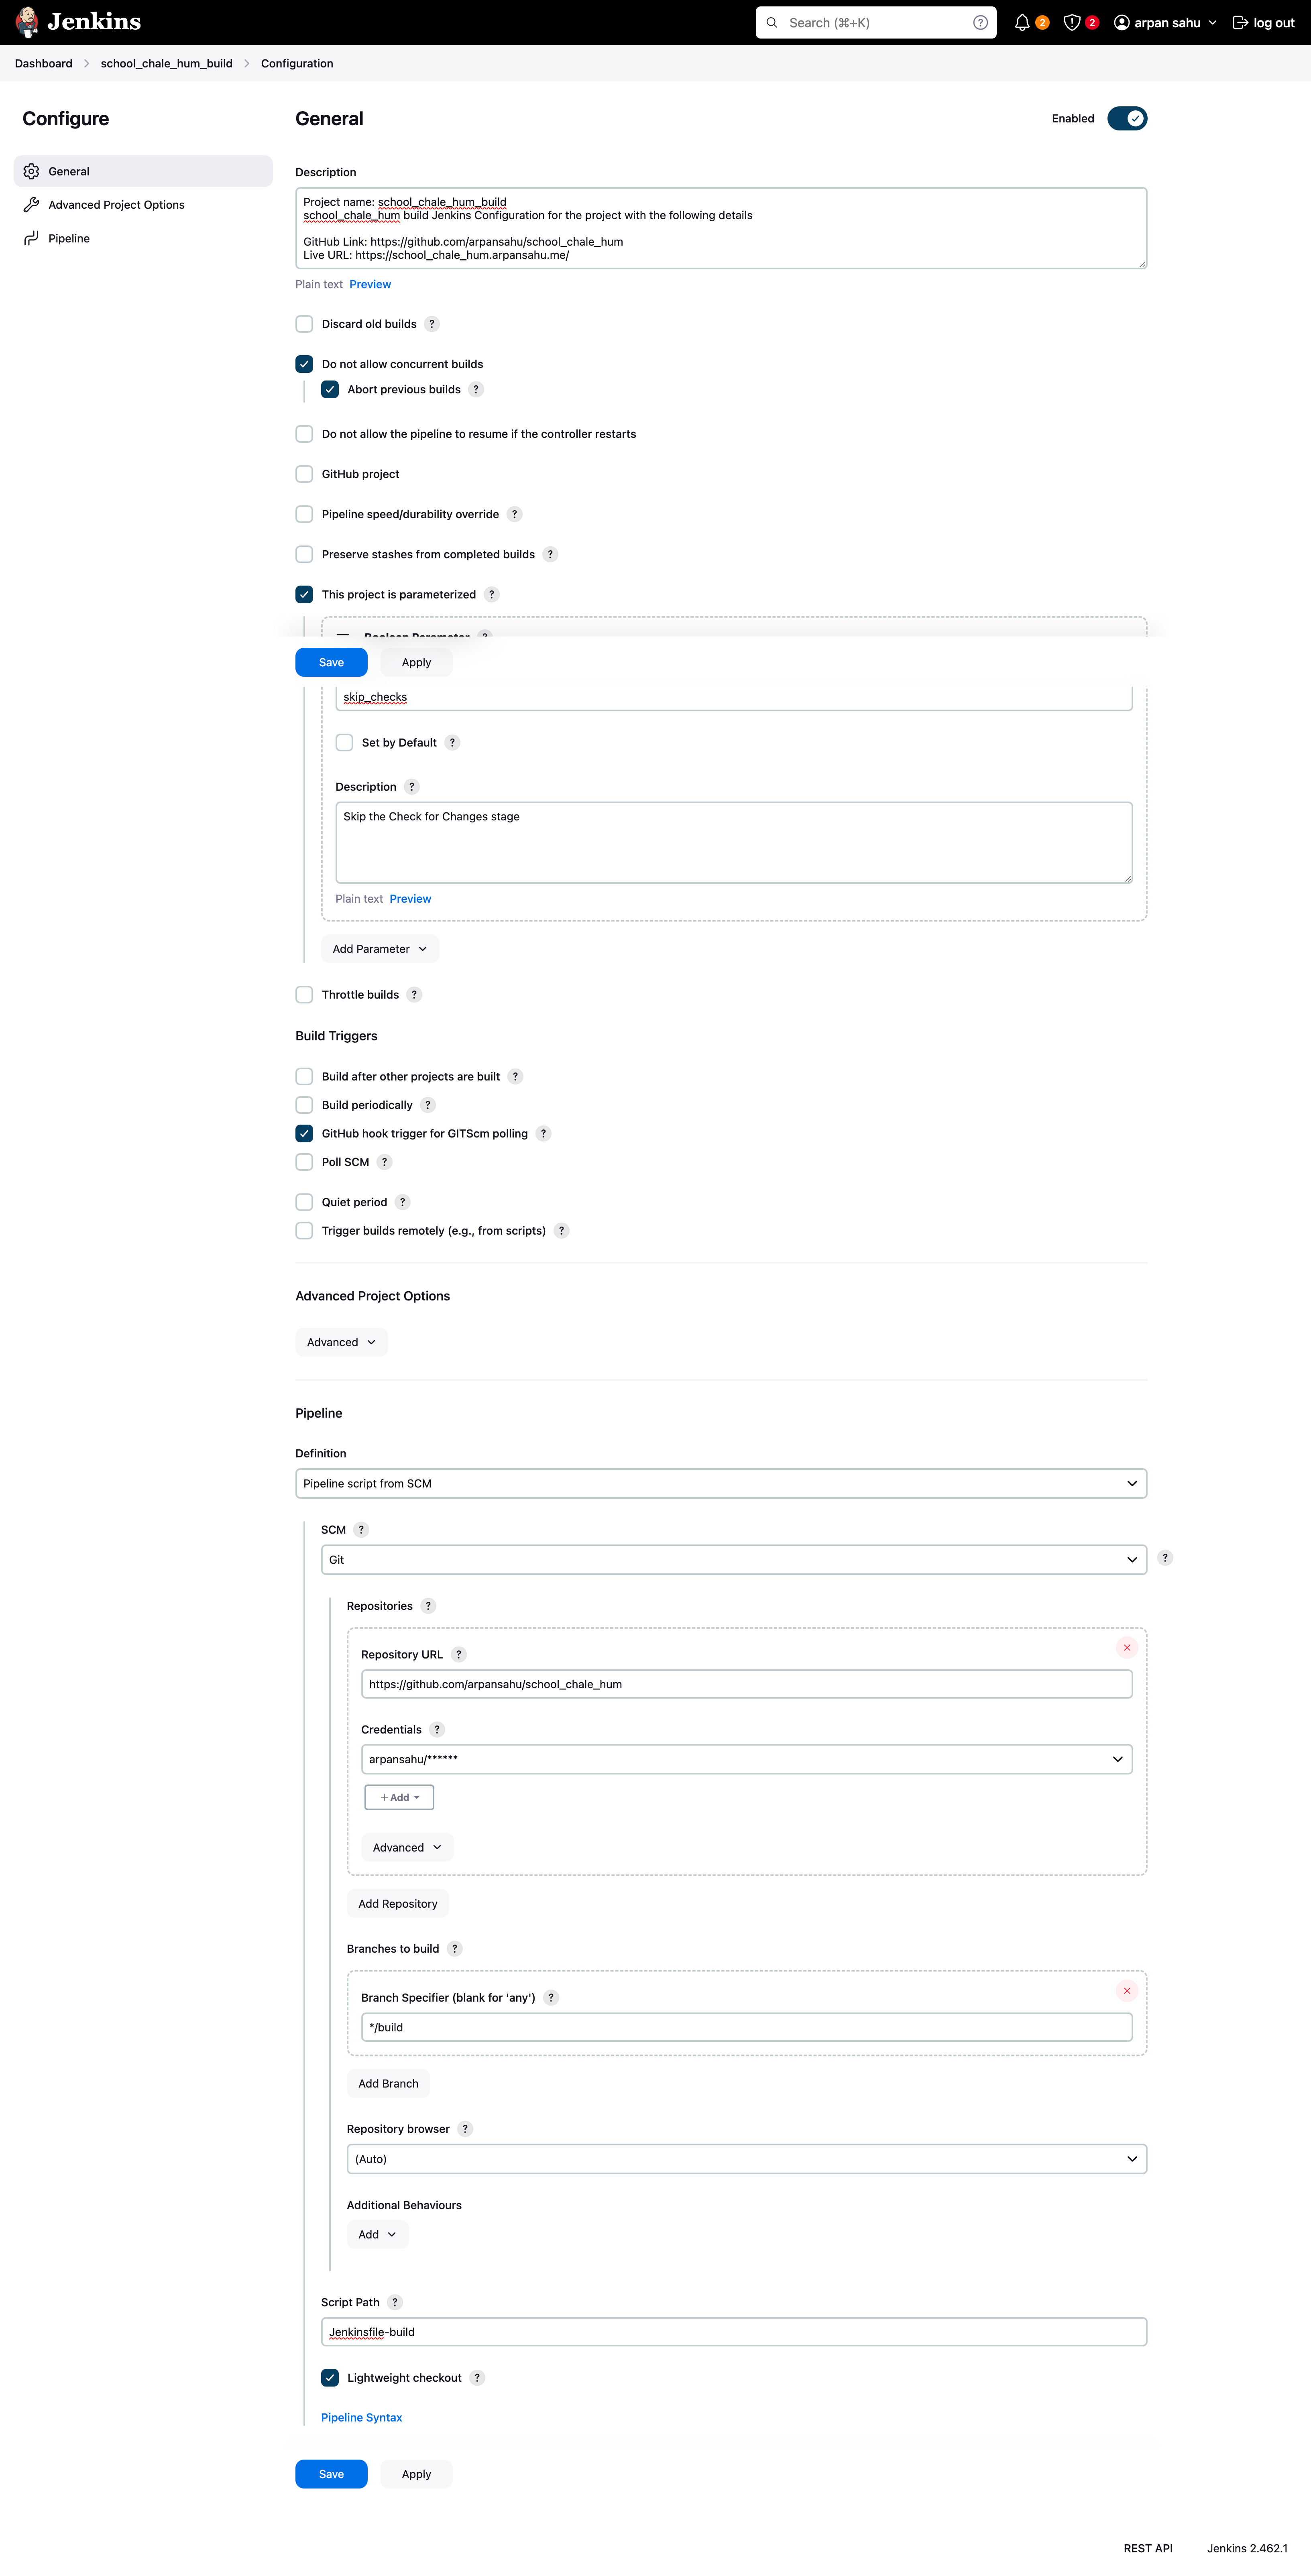 Jenkins
Search (⌘+K)
?
2
2
arpan sahu
log out
Dashboard > school_chale_hum_build > Configuration
Configure
General
Advanced Project Options
Pipeline
General
Enabled
Description
Project name: school_chale_hum_build
school_chale_hum build Jenkins Configuration for the project with the following details
GitHub Link: https://github.com/arpansahu/school_chale_hum
Live URL: https://school_chale_hum.arpansahu.me/
Plain text Preview
Discard old builds ?
Do not allow concurrent builds
Abort previous builds ?
Do not allow the pipeline to resume if the controller restarts
GitHub project
Pipeline speed/durability override ?
Preserve stashes from completed builds ?
This project is parameterized ?
Boolean Parameter ?
Save
Apply
skip_checks
Set by Default ?
Description ?
Skip the Check for Changes stage
Plain text Preview
Add Parameter
Throttle builds ?
Build Triggers
Build after other projects are built ?
Build periodically ?
GitHub hook trigger for GITScm polling ?
Poll SCM ?
Quiet period ?
Trigger builds remotely (e.g., from scripts) ?
Advanced Project Options
Advanced
Pipeline
Definition
Pipeline script from SCM
SCM ?
Git
?
Repositories ?
Repository URL ?
https://github.com/arpansahu/school_chale_hum
Credentials ?
arpansahu/******
+ Add
Advanced
Add Repository
Branches to build ?
Branch Specifier (blank for 'any') ?
*/build
Add Branch
Repository browser ?
(Auto)
Additional Behaviours
Add
Script Path ?
Jenkinsfile-build
Lightweight checkout ?
Pipeline Syntax
Save
Apply
REST API
Jenkins 2.462.1